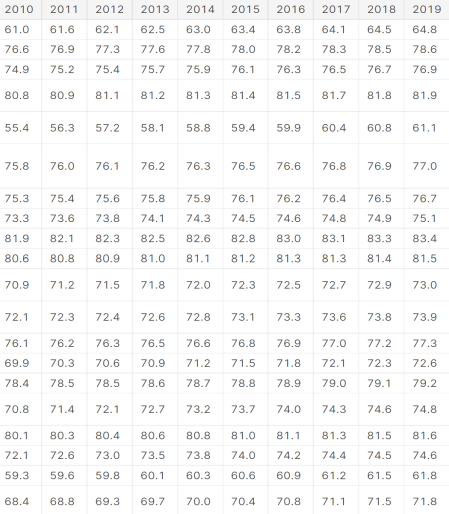 2010 2011 2012 2013 2014 2015 2016 2017 2018 2019
61.0 61.6 62.1 62.5 63.0 63.4 63.8 64.1 64.5 64.8
76.6 76.9 77.3 77.6 77.8 78.0 78.2 78.3 78.5 78.6
74.9 75.2 75.4 75.7 75.9 76.1 76.3 76.5 76.7 76.9
80.8 80.9 81.1 81.2 81.3 81.4 81.5 81.7 81.8 81.9
55.4 56.3 57.2 58.1 58.8 59.4 59.9 60.4 60.8 61.1
75.8 76.0 76.1 76.2 76.3 76.5 76.6 76.8 76.9 77.0
75.3 75.4 75.6 75.8 75.9 76.1 76.2 76.4 76.5 76.7
73.3 73.6 73.8 74.1 74.3 74.5 74.6 74.8 74.9 75.1
81.9 82.1 82.3 82.5 82.6 82.8 83.0 83.1 83.3 83.4
80.6 80.8 80.9 81.0 81.1 81.2 81.3 81.3 81.4 81.5
70.9 71.2 71.5 71.8 72.0 72.3 72.5 72.7 72.9 73.0
72.1 72.3 72.4 72.6 72.8 73.1 73.3 73.6 73.8 73.9
76.1 76.2 76.3 76.5 76.6 76.8 76.9 77.0 77.2 77.3
69.9 70.3 70.6 70.9 71.2 71.5 71.8 72.1 72.3 72.6
78.4 78.5 78.5 78.6 78.7 78.8 78.9 79.0 79.1 79.2
70.8 71.4 72.1 72.7 73.2 73.7 74.0 74.3 74.6 74.8
80.1 80.3 80.4 80.6 80.8 81.0 81.1 81.3 81.5 81.6
72.1 72.6 73.0 73.5 73.8 74.0 74.2 74.4 74.5 74.6
59.3 59.6 59.8 60.1 60.3 60.6 60.9 61.2 61.5 61.8
68.4 68.8 69.3 69.7 70.0 70.4 70.8 71.1 71.5 71.8